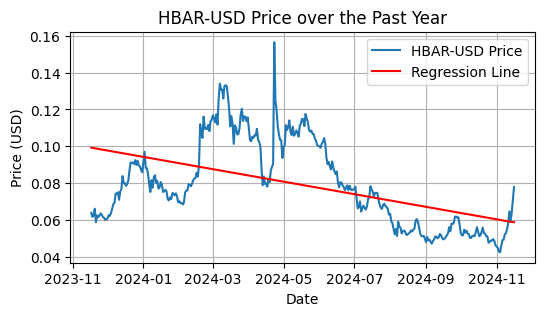 HBAR-USD Price over the Past Year
HBAR-USD Price
Regression Line
Price (USD)
0.16
0.14
0.12
0.10
0.08
0.06
0.04
2023-11 2024-01 2024-03 2024-05 2024-07 2024-09 2024-11
Date